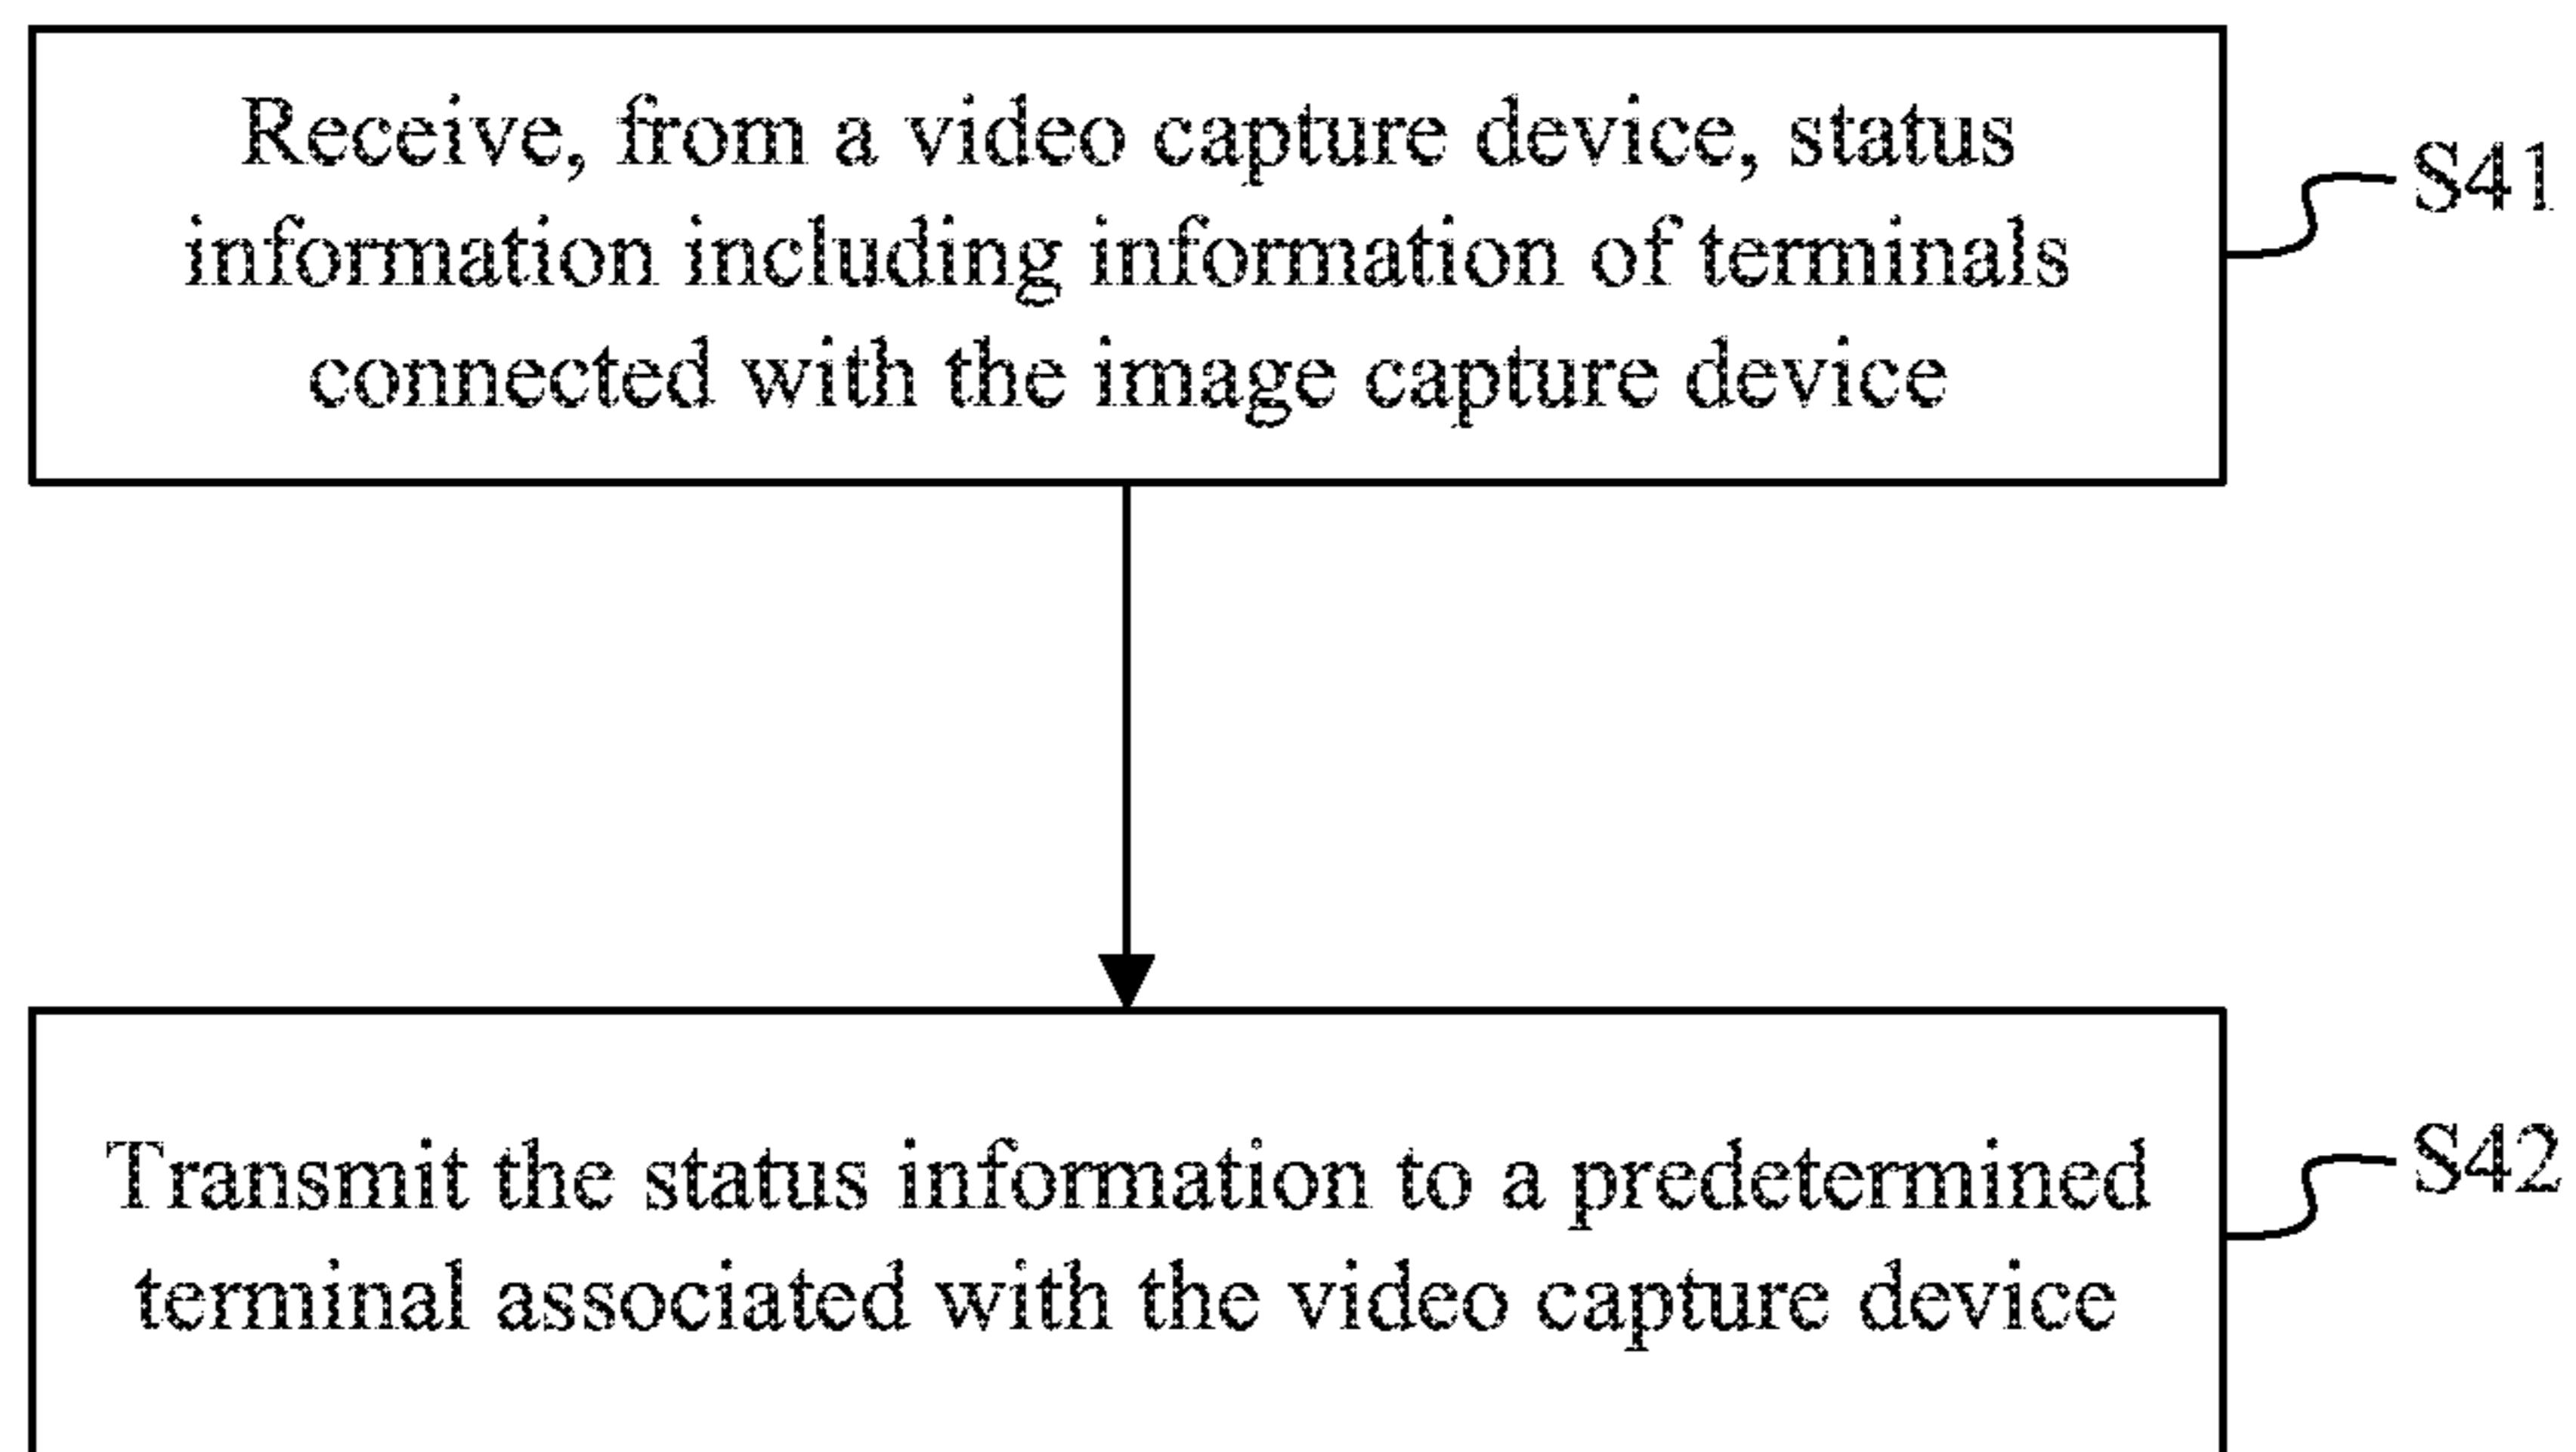 Receive, from a video capture device, status
information including information of terminals
connected with the image capture device
S41
Transmit the status information to a predetermined
terminal associated with the video capture device
S42